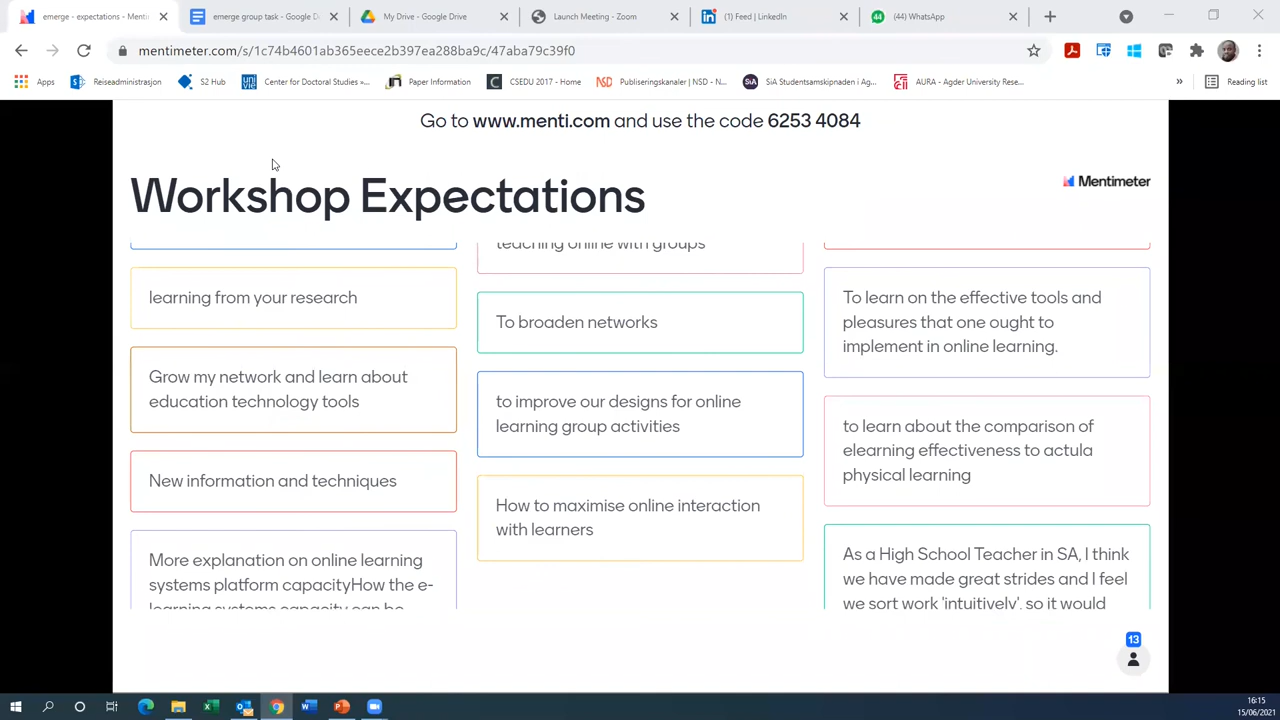 emerge - expectations - Menti
emerge group task - Google D
My Drive - Google Drive
Launch Meeting - Zoom
(1) Feed | LinkedIn
44
(44) WhatsApp
mentimeter.com/s/1c74b4601ab365eece2b397ea288ba9c/47aba79c39f0
Apps
Reiseadministrasjon
S2 Hub
Center for Doctoral Studies »...
Paper Information
CSEDU 2017 - Home
Publiseringskanaler | NSD - N...
SiA Studentsamskipnaden i Ag...
AURA - Agder University Rese...
»
Reading list
Go to www.menti.com and use the code 6253 4084
Workshop Expectations
Mentimeter
learning from your research
Grow my network and learn about
education technology tools
New information and techniques
More explanation on online learning
systems platform capacityHow the e-
learning systems capacity can be
teaching online with groups
To broaden networks
to improve our designs for online
learning group activities
How to maximise online interaction
with learners
To learn on the effective tools and
pleasures that one ought to
implement in online learning.
to learn about the comparison of
elearning effectiveness to actula
physical learning
As a High School Teacher in SA, I think
we have made great strides and I feel
we sort work 'intuitively', so it would
13
16:15
15/06/2021